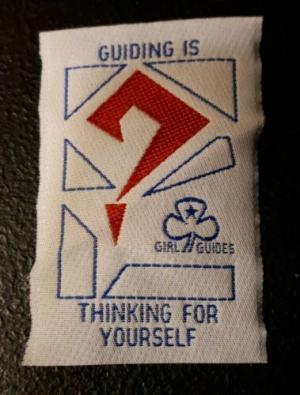 GUIDING IS
GIRL GUIDES
THINKING FOR
YOURSELF